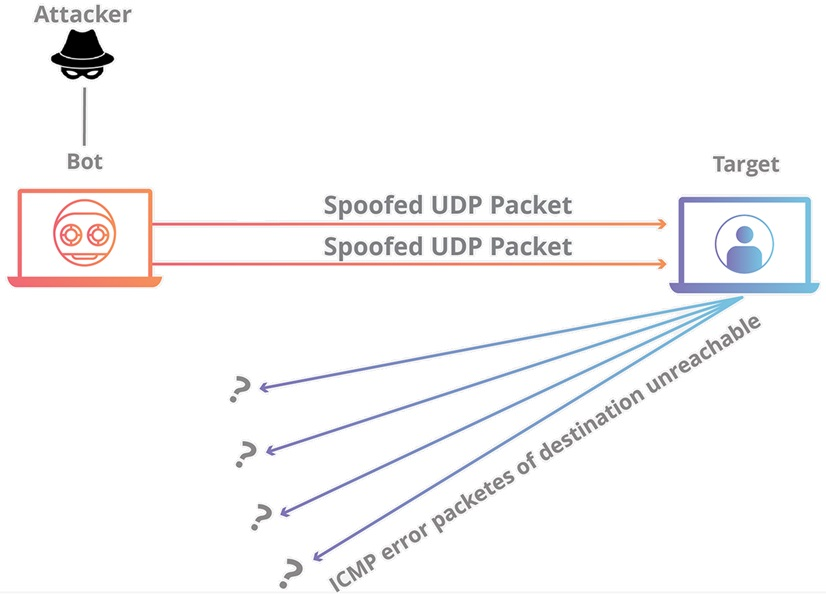 Attacker
Bot
Target
Spoofed UDP Packet
Spoofed UDP Packet
?
?
?
?
ICMP error packetes of destination unreachable